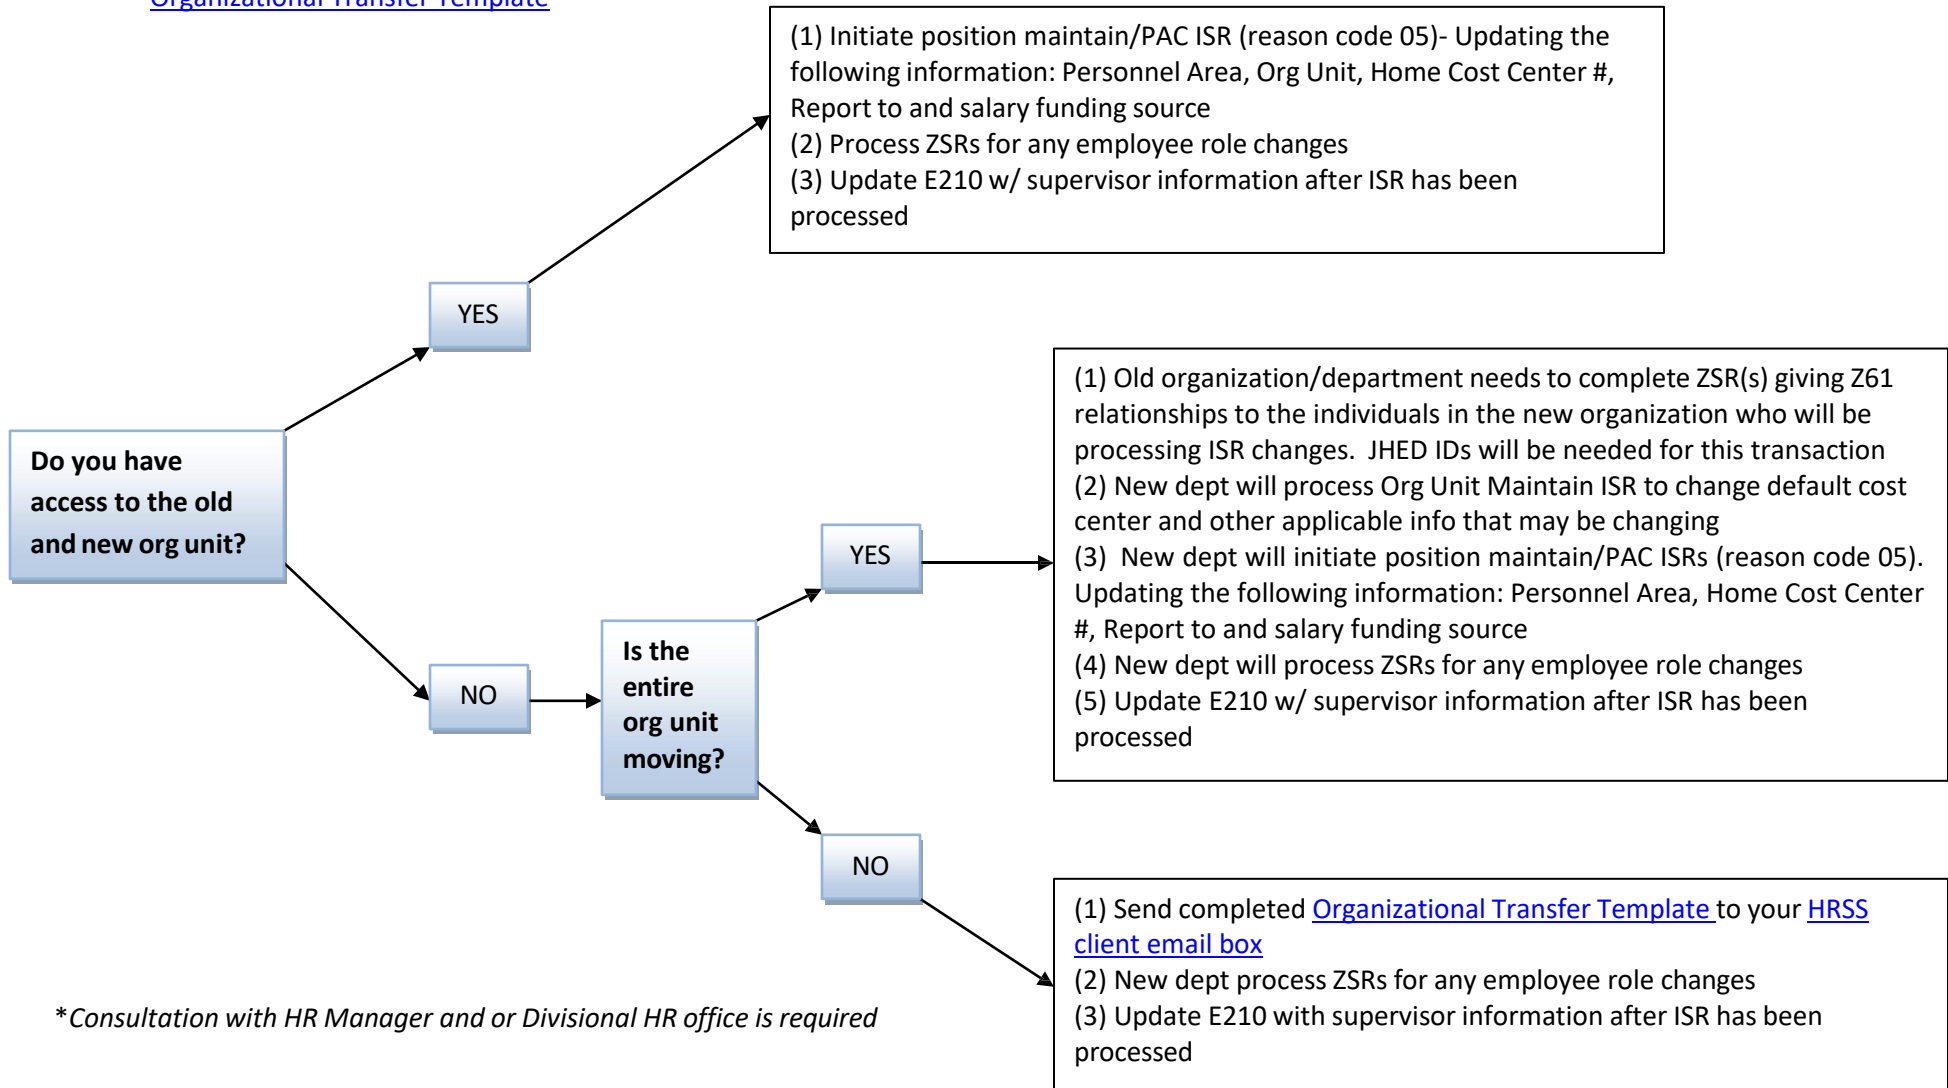 Organizational Transfer Template
(1) Initiate position maintain/PAC ISR (reason code 05)- Updating the
following information: Personnel Area, Org Unit, Home Cost Center #,
Report to and salary funding source
(2) Process ZSRs for any employee role changes
(3) Update E210 w/ supervisor information after ISR has been
processed
YES
Do you have
access to the old
and new org unit?
NO
Is the
entire
org unit
moving?
YES
(1) Old organization/department needs to complete ZSR(s) giving Z61
relationships to the individuals in the new organization who will be
processing ISR changes.  JHED IDs will be needed for this transaction
(2) New dept will process Org Unit Maintain ISR to change default cost
center and other applicable info that may be changing
(3)  New dept will initiate position maintain/PAC ISRs (reason code 05).
Updating the following information: Personnel Area, Home Cost Center
#, Report to and salary funding source
(4) New dept will process ZSRs for any employee role changes
(5) Update E210 w/ supervisor information after ISR has been
processed
NO
(1) Send completed Organizational Transfer Template to your HRSS
client email box
(2) New dept process ZSRs for any employee role changes
(3) Update E210 with supervisor information after ISR has been
processed
*Consultation with HR Manager and or Divisional HR office is required